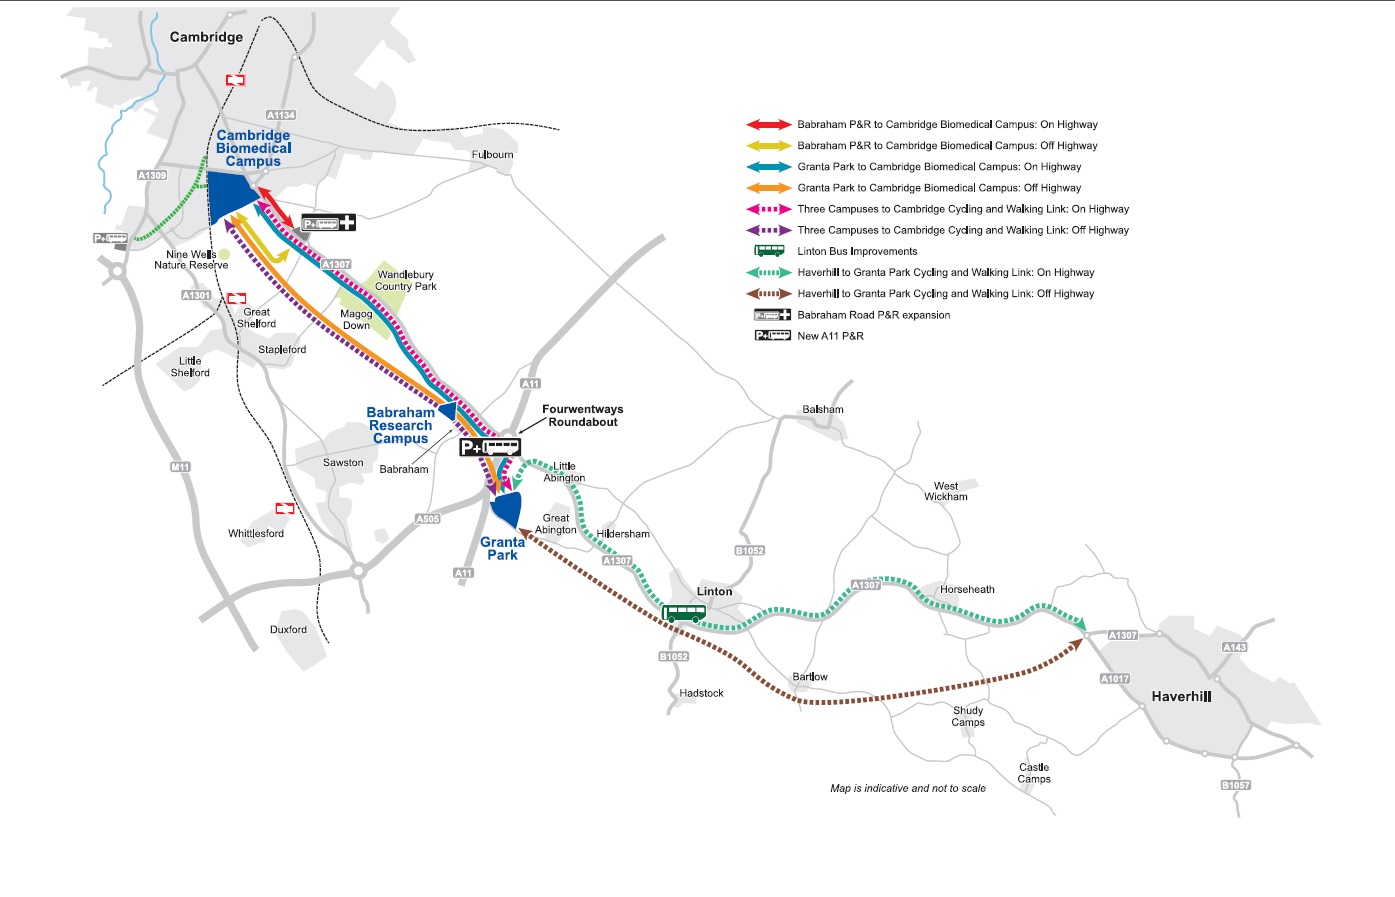 Cambridge
A1134
Cambridge
Biomedical
Campus
Fulbourn
A1309
P+
P+
Nine Wells
Nature Reserve
A1307
Wandlebury
Country Park
A1301
Great
Shelford
Magog
Down
Stapleford
Little
Shelford
A11
Babraham
Research
Campus
Fourwentways
Roundabout
Balsham
P+
M11
Sawston
Babraham
Little
Abington
West
Wickham
A505
Great
Abington
Hildersham
Whittlesford
Granta
Park
B1052
A1307
A11
Linton
A1307
Horseheath
Duxford
A1307
A143
B1052
Bartlow
A1017
Hadstock
Haverhill
Shudy
Camps
Castle
Camps
B1057
Map is indicative and not to scale
Babraham P&R to Cambridge Biomedical Campus: On Highway
Babraham P&R to Cambridge Biomedical Campus: Off Highway
Granta Park to Cambridge Biomedical Campus: On Highway
Granta Park to Cambridge Biomedical Campus: Off Highway
Three Campuses to Cambridge Cycling and Walking Link: On Highway
Three Campuses to Cambridge Cycling and Walking Link: Off Highway
Linton Bus Improvements
Haverhill to Granta Park Cycling and Walking Link: On Highway
Haverhill to Granta Park Cycling and Walking Link: Off Highway
P+ Babraham Road P&R expansion
P+ New A11 P&R